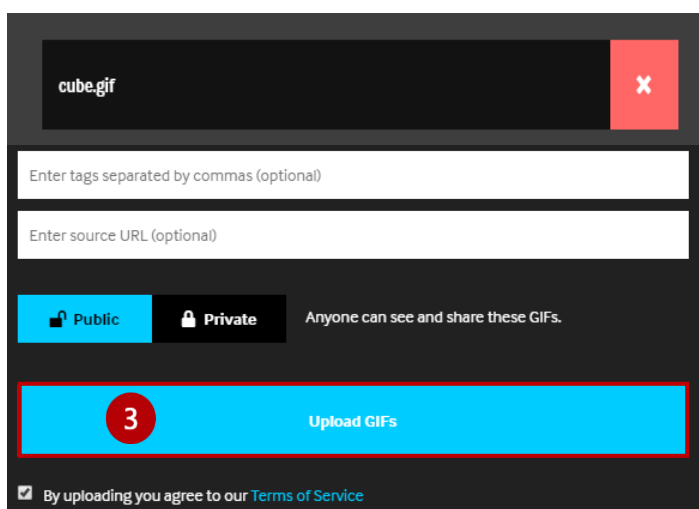 cube.gif
Enter tags separated by commas (optional)
Enter source URL (optional)
Public Private Anyone can see and share these GIFs.
3 Upload GIFs
By uploading you agree to our Terms of Service